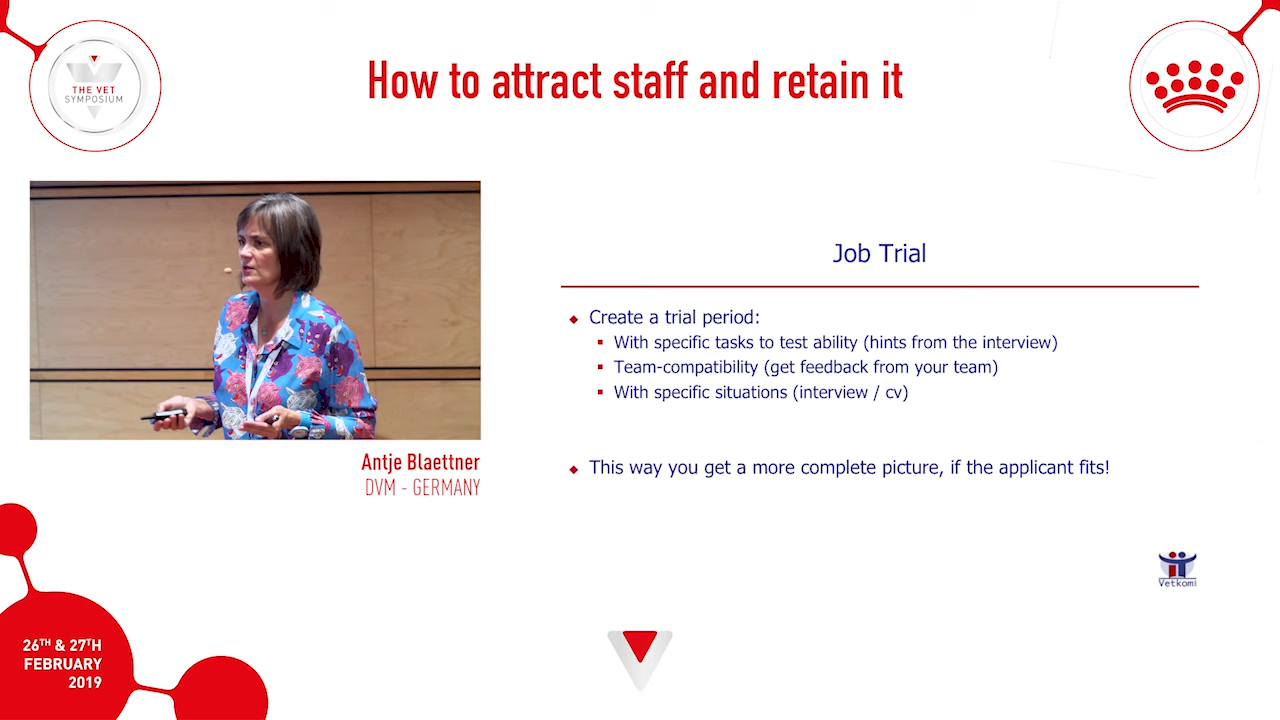 How to attract staff and retain it
THE VET
SYMPOSIUM
Job Trial
Create a trial period:
With specific tasks to test ability (hints from the interview)
Team-compatibility (get feedback from your team)
With specific situations (interview / cv)
This way you get a more complete picture, if the applicant fits!
Antje Blaettner
DVM - GERMANY
Vetkomi
26TH & 27TH
FEBRUARY
2019